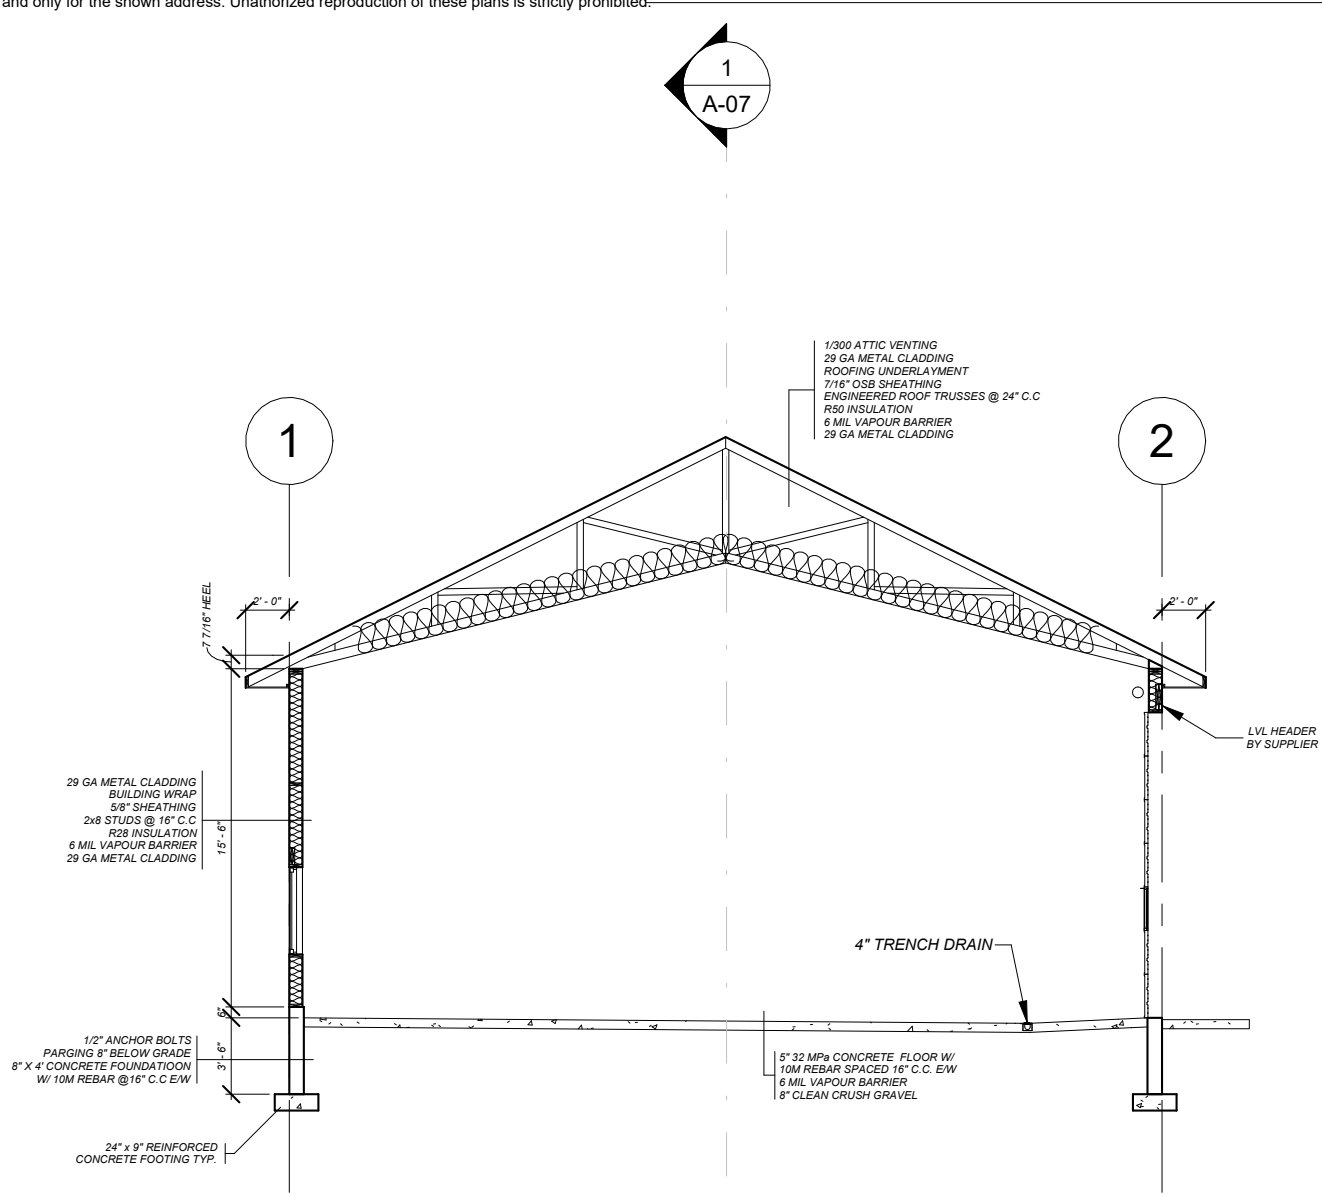 and only for the shown address. Unathorized reproduction of these plans is strictly prohibited.
1
A-07
1/300 ATTIC VENTING
29 GA METAL CLADDING
ROOFING UNDERLAYMENT
7/16" OSB SHEATHING
ENGINEERED ROOF TRUSSES @ 24" C.C
R50 INSULATION
6 MIL VAPOUR BARRIER
29 GA METAL CLADDING
1
2
7 7/16" HEEL
2' - 0"
2' - 0"
LVL HEADER
BY SUPPLIER
29 GA METAL CLADDING
BUILDING WRAP
5/8" SHEATHING
2x8 STUDS @ 16" C.C
R28 INSULATION
6 MIL VAPOUR BARRIER
29 GA METAL CLADDING
15' - 6"
4" TRENCH DRAIN
6"
3' - 6"
1/2" ANCHOR BOLTS
PARGING 8" BELOW GRADE
8" X 4' CONCRETE FOUNDATIOON
W/ 10M REBAR @16" C.C E/W
5" 32 MPa CONCRETE FLOOR W/
10M REBAR SPACED 16" C.C. E/W
6 MIL VAPOUR BARRIER
8" CLEAN CRUSH GRAVEL
24" x 9" REINFORCED
CONCRETE FOOTING TYP.